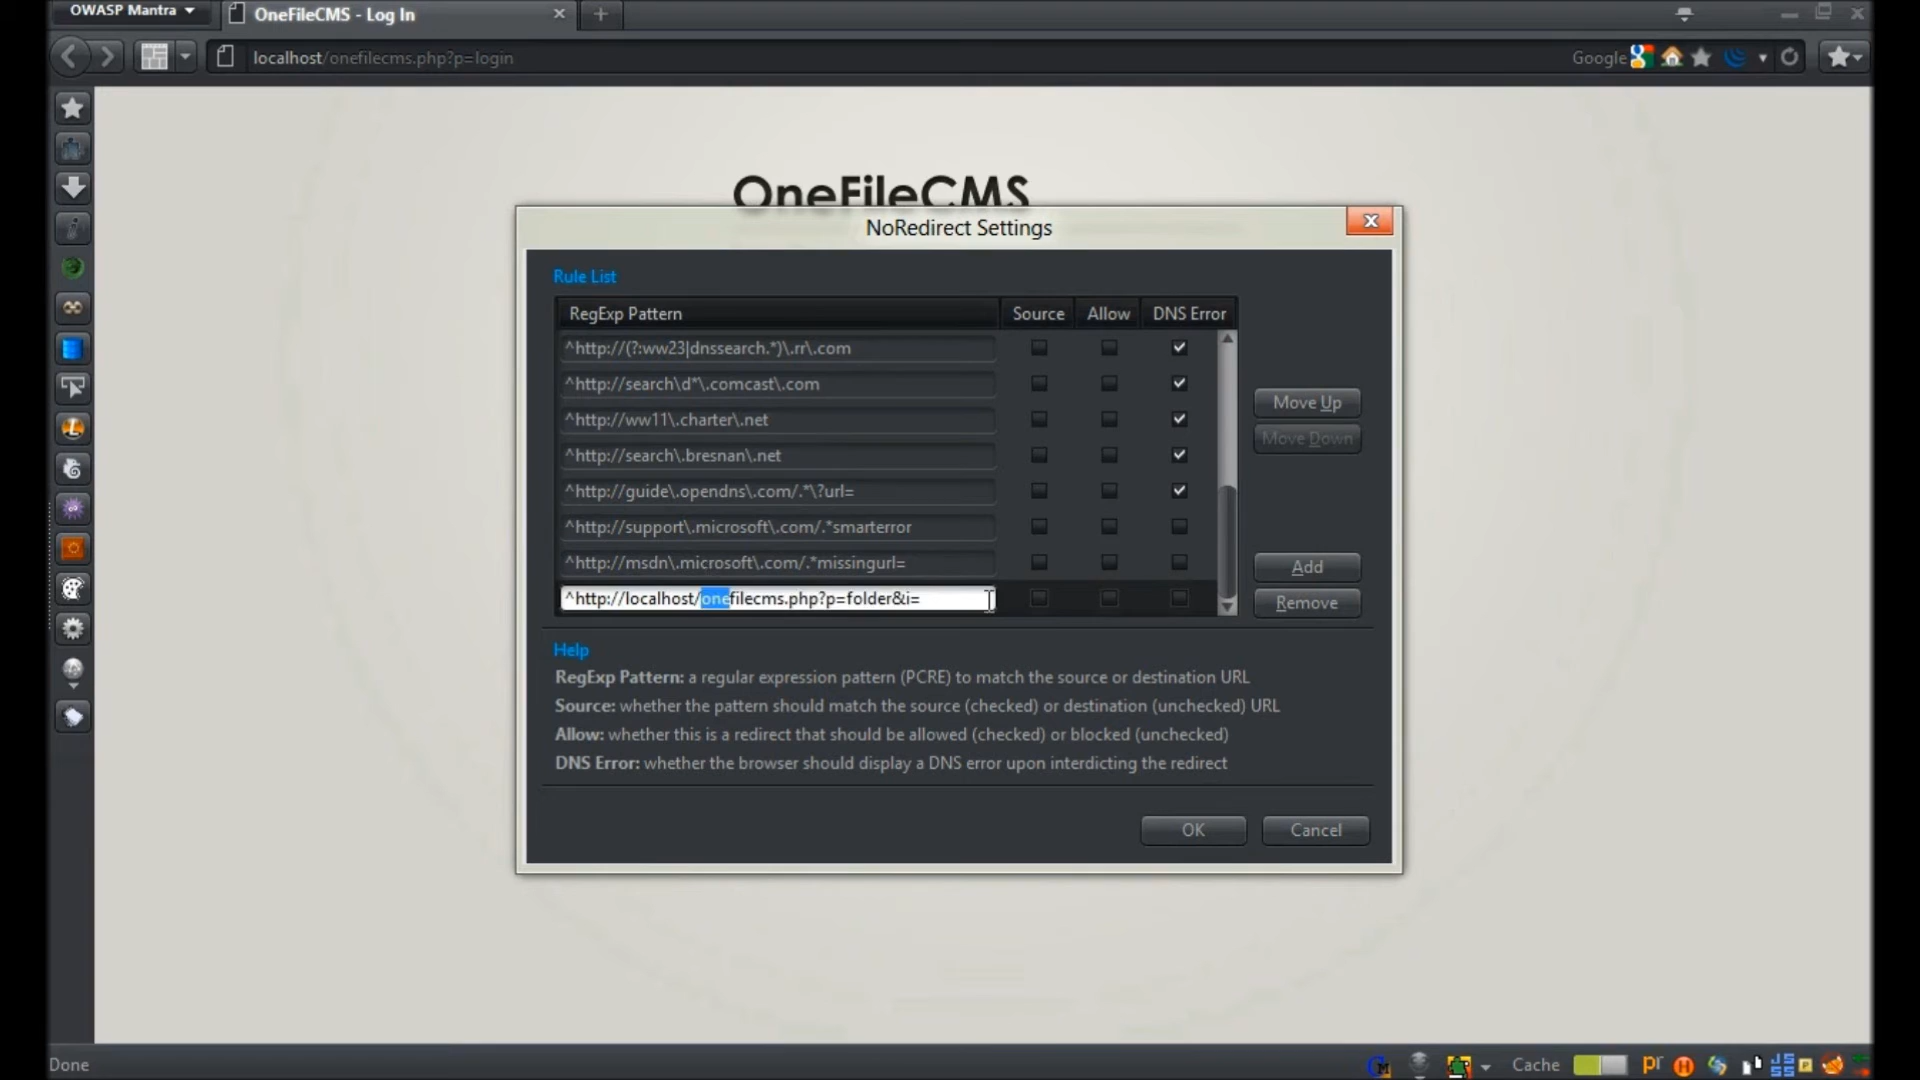 OWASP Mantra
OneFileCMS - Log In
localhost/onefilecms.php?p=login
Google
OneFileCMS
NoRedirect Settings
Rule List
RegExp Pattern Source Allow DNS Error
^http://(?:ww23|dnssearch.*)\.rr\.com
^http://search\d*\.comcast\.com
^http://ww11\.charter\.net
^http://search\.bresnan\.net
^http://guide\.opendns\.com/.*\?url=
^http://support\.microsoft\.com/.*smarterror
^http://msdn\.microsoft\.com/.*missingurl=
^http://localhost/onefilecms.php?p=folder&i=
Move Up
Move Down
Add
Remove
Help
RegExp Pattern: a regular expression pattern (PCRE) to match the source or destination URL
Source: whether the pattern should match the source (checked) or destination (unchecked) URL
Allow: whether this is a redirect that should be allowed (checked) or blocked (unchecked)
DNS Error: whether the browser should display a DNS error upon interdicting the redirect
OK Cancel
Done
Cache